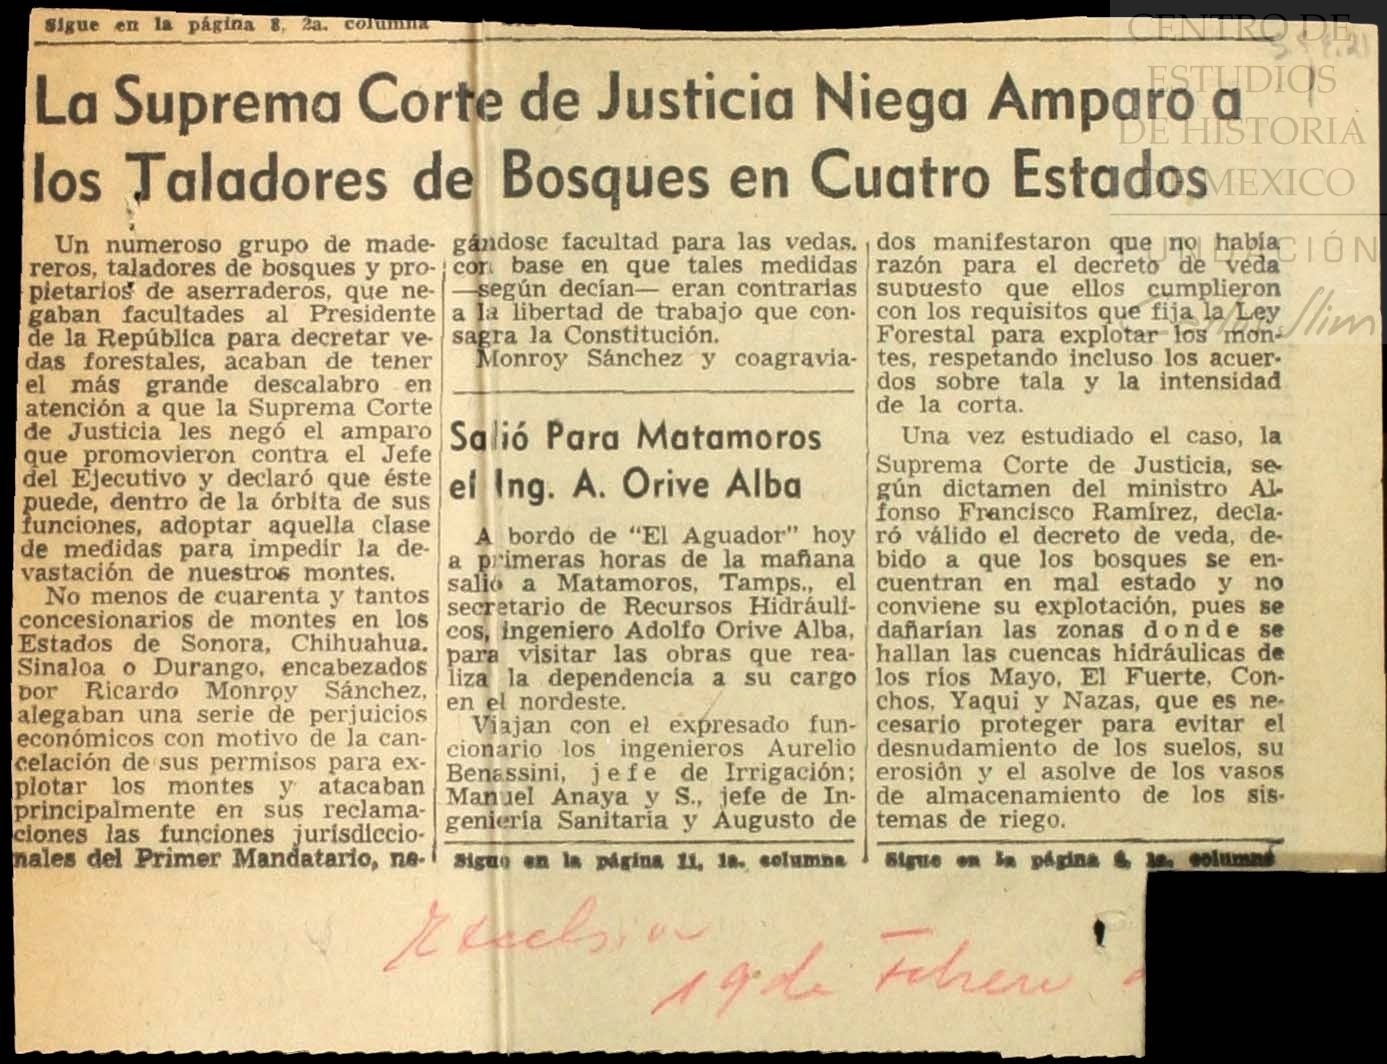 Sigue en la página 8, 2a. columna
La Suprema Corte de Justicia Niega Amparo a
los Taladores de Bosques en Cuatro Estados
Un numeroso grupo de made-
reros, taladores de bosques y pro-
pietarios de aserraderos, que ne-
gaban facultades al Presidente
de la República para decretar ve-
das forestales, acaban de tener
el más grande descalabro en
atención a que la Suprema Corte
de Justicia les negó el amparo
que promovieron contra el Jefe
del Ejecutivo y declaró que éste
puede, dentro de la órbita de sus
funciones, adoptar aquella clase
de medidas para impedir la de-
vastación de nuestros montes.
No menos de cuarenta y tantos
concesionarios de montes en los
Estados de Sonora, Chihuahua,
Sinaloa o Durango, encabezados
por Ricardo Monroy Sánchez,
alegaban una serie de perjuicios
económicos con motivo de la can-
celación de sus permisos para ex-
plotar los montes y atacaban
principalmente en sus reclama-
ciones las funciones jurisdiccio-
nales del Primer Mandatario, ne-
gándose facultad para las vedas,
con base en que tales medidas
—según decían— eran contrarias
a la libertad de trabajo que con-
sagra la Constitución.
Monroy Sánchez y coagravia-
Salió Para Matamoros
el Ing. A. Orive Alba
A bordo de "El Aguador" hoy
a primeras horas de la mañana
salió a Matamoros, Tamps., el
secretario de Recursos Hidráuli-
cos, ingeniero Adolfo Orive Alba,
para visitar las obras que rea-
liza la dependencia a su cargo
en el nordeste.
Viajan con el expresado fun-
cionario los ingenieros Aurelio
Benassini, jefe de Irrigación;
Manuel Anaya y S., jefe de In-
geniería Sanitaria y Augusto de
Sigue en la página 11, 1a. columna
dos manifestaron que no había
razón para el decreto de veda
supuesto que ellos cumplieron
con los requisitos que fija la Ley
Forestal para explotar los mon-
tes, respetando incluso los acuer-
dos sobre tala y la intensidad
de la corta.
Una vez estudiado el caso, la
Suprema Corte de Justicia, se-
gún dictamen del ministro Al-
fonso Francisco Ramírez, decla-
ró válido el decreto de veda, de-
bido a que los bosques se en-
cuentran en mal estado y no
conviene su explotación, pues se
dañarían las zonas donde se
hallan las cuencas hidráulicas de
los ríos Mayo, El Fuerte, Con-
chos, Yaqui y Nazas, que es ne-
cesario proteger para evitar el
desnudamiento de los suelos, su
erosión y el asolve de los vasos
de almacenamiento de los sis-
temas de riego.
Sigue en la página 6, 1a. columna
Excelsior
19 de Febrero
CENTRO DE
ESTUDIOS
DE HISTORIA
DE MEXICO
FUNDACIÓN
Carlos Slim